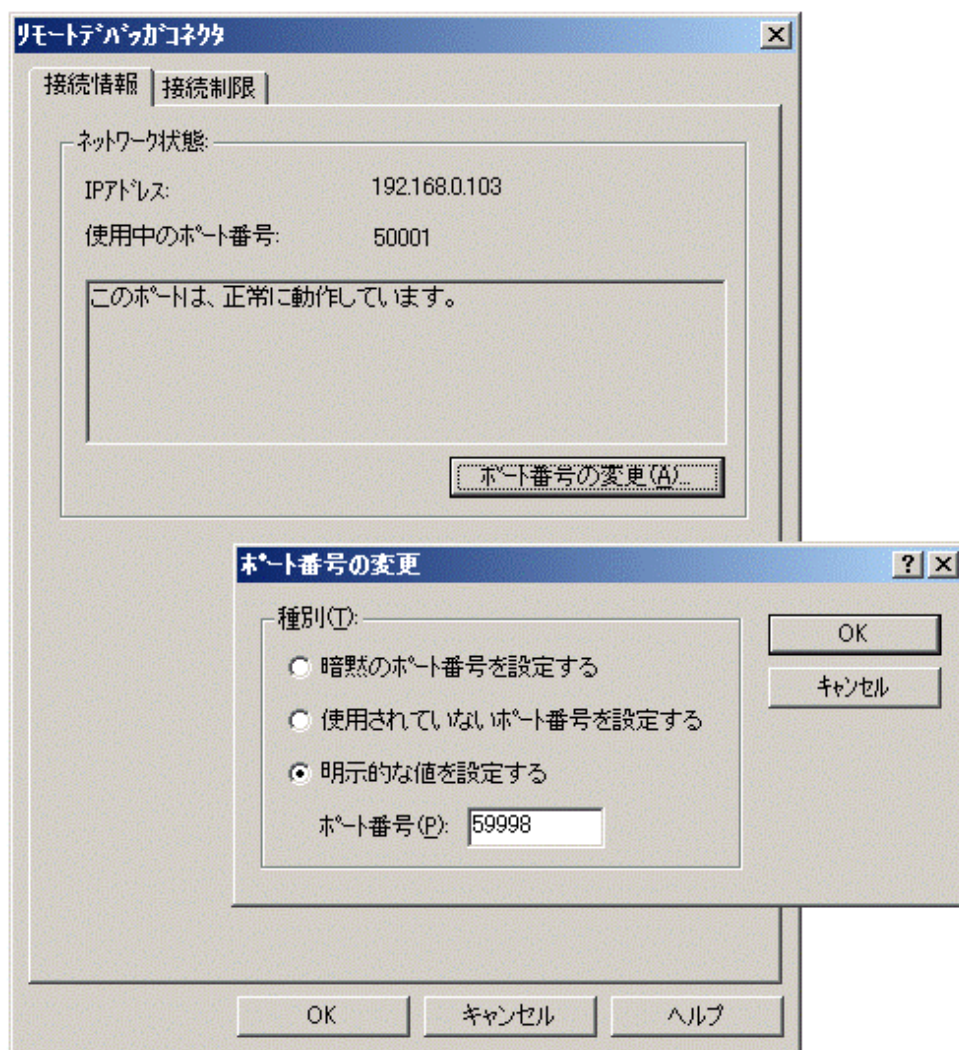 リモートデバッガコネクタ
接続情報 接続制限
ネットワーク状態:
IPアドレス: 192.168.0.103
使用中のポート番号: 50001
このポートは、正常に動作しています。
ポート番号の変更(A)...
ポート番号の変更
種別(T):
暗黙のポート番号を設定する
使用されていないポート番号を設定する
明示的な値を設定する
ポート番号(P): 59998
OK
キャンセル
OK キャンセル ヘルプ